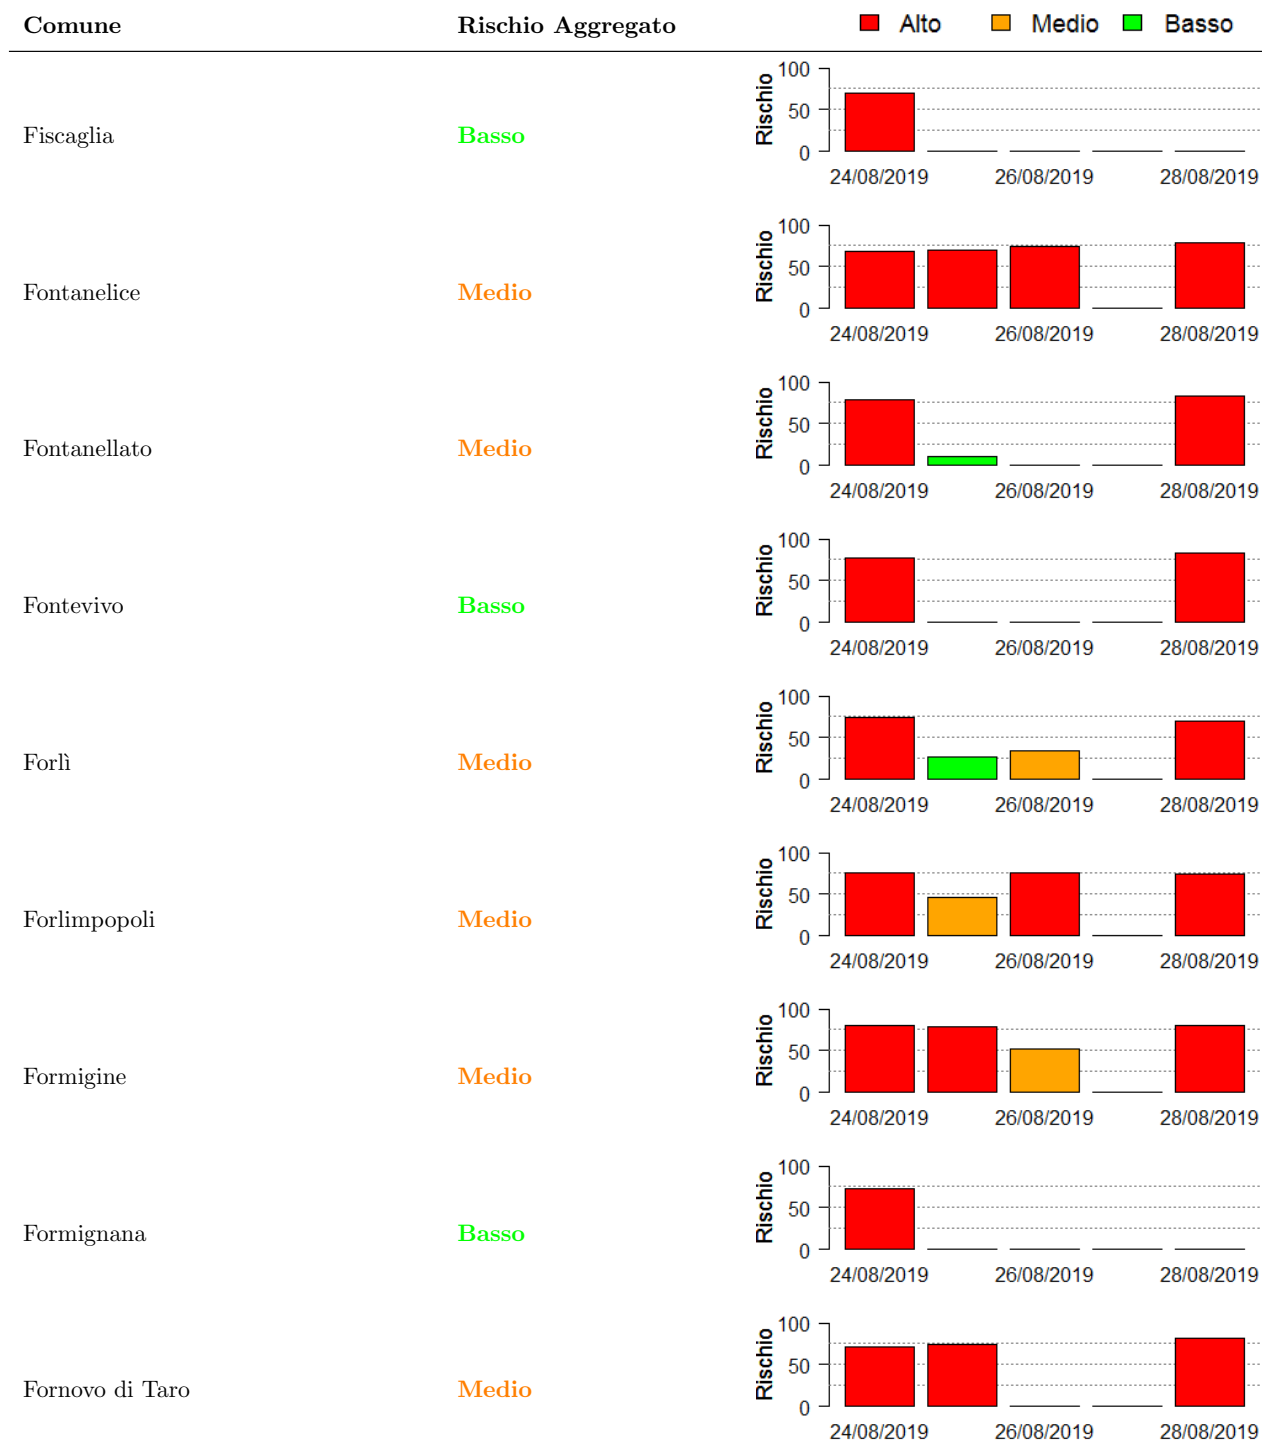 Comune Rischio Aggregato Alto Medio Basso
Fiscaglia Basso
Rischio
100
50
0
24/08/2019 26/08/2019 28/08/2019
Fontanelice Medio
Rischio
100
50
0
24/08/2019 26/08/2019 28/08/2019
Fontanellato Medio
Rischio
100
50
0
24/08/2019 26/08/2019 28/08/2019
Fontevivo Basso
Rischio
100
50
0
24/08/2019 26/08/2019 28/08/2019
Forlì Medio
Rischio
100
50
0
24/08/2019 26/08/2019 28/08/2019
Forlimpopoli Medio
Rischio
100
50
0
24/08/2019 26/08/2019 28/08/2019
Formigine Medio
Rischio
100
50
0
24/08/2019 26/08/2019 28/08/2019
Formignana Basso
Rischio
100
50
0
24/08/2019 26/08/2019 28/08/2019
Fornovo di Taro Medio
Rischio
100
50
0
24/08/2019 26/08/2019 28/08/2019